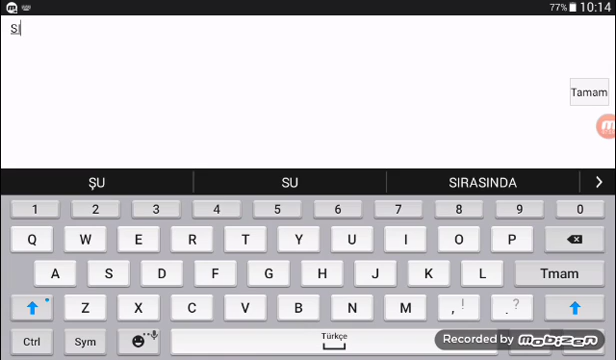 77% 10:14
SI
Tamam
ŞU SU SIRASINDA
1 2 3 4 5 6 7 8 9 0
Q W E R T Y U I O P
A S D F G H J K L Tmam
Z X C V B N M , ! . ?
Ctrl Sym Türkçe
Recorded by mobizen